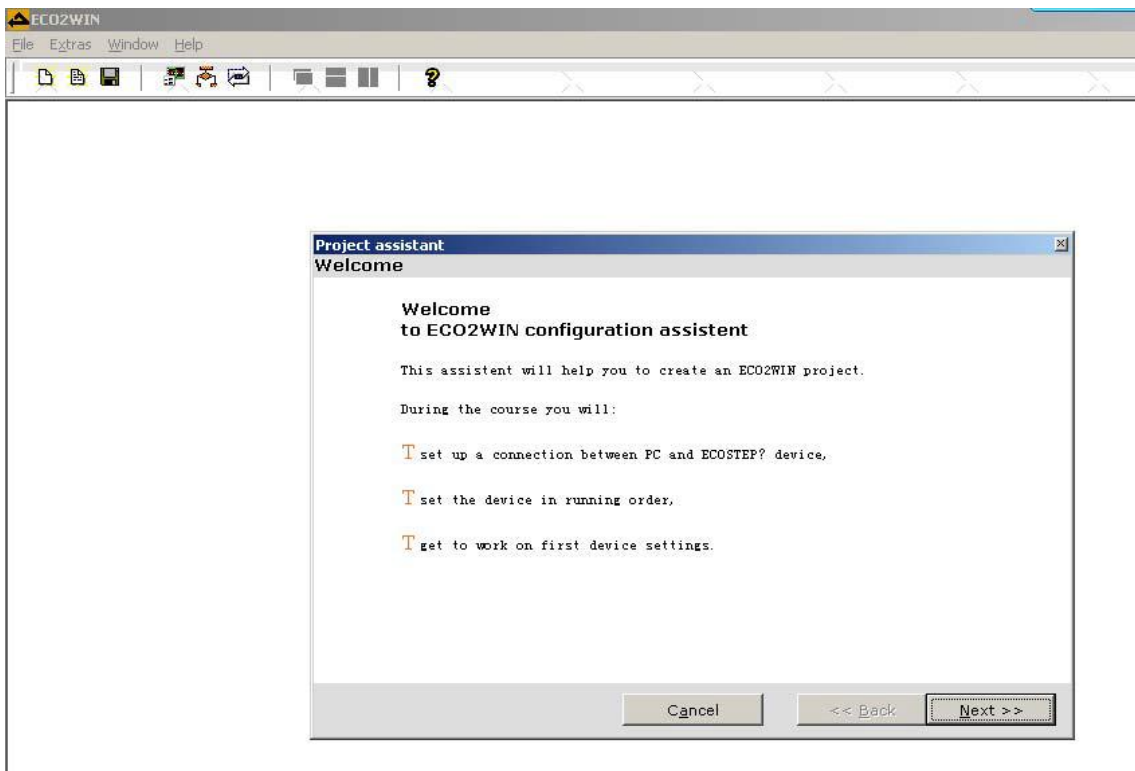 ECO2WIN
File Extras Window Help
?
Project assistant
Welcome
Welcome
to ECO2WIN configuration assistent
This assistent will help you to create an ECO2WIN project.
During the course you will:
T set up a connection between PC and ECOSTEP? device,
T set the device in running order,
T get to work on first device settings.
Cancel << Back Next >>